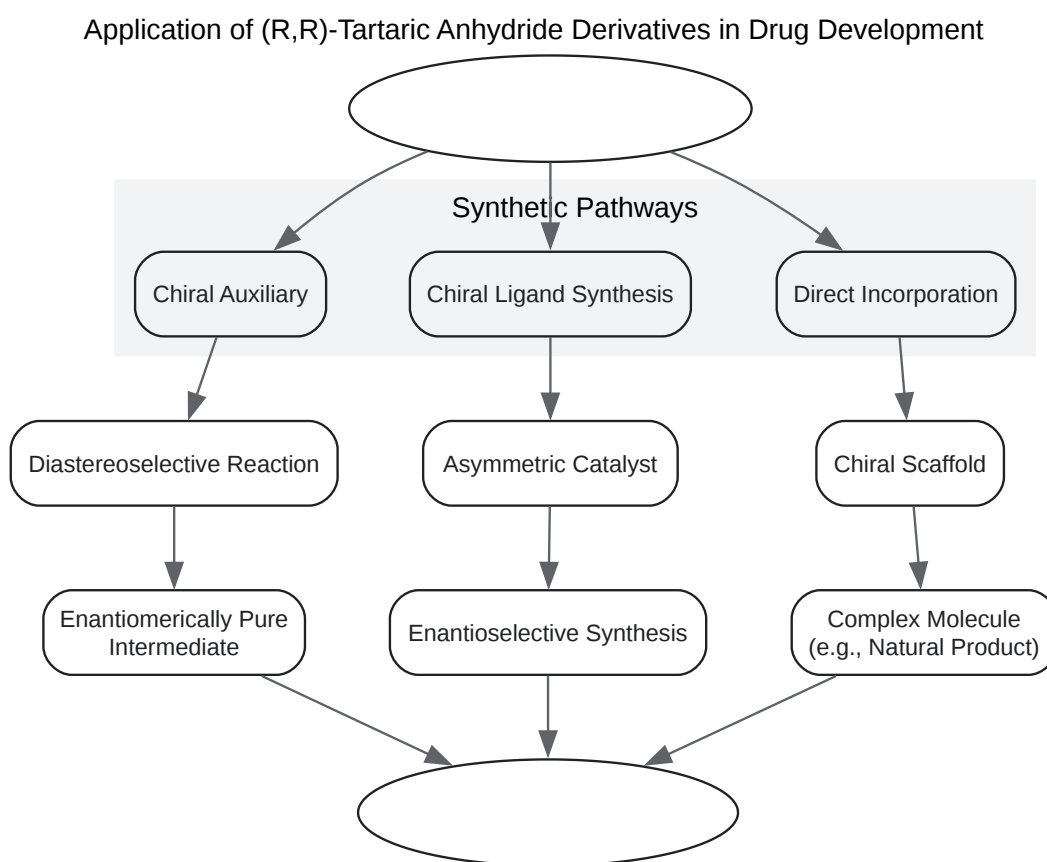 Application of (R,R)-Tartaric Anhydride Derivatives in Drug Development
Synthetic Pathways
Chiral Auxiliary
Chiral Ligand Synthesis
Direct Incorporation
Diastereoselective Reaction
Asymmetric Catalyst
Chiral Scaffold
Enantiomerically Pure
Intermediate
Enantioselective Synthesis
Complex Molecule
(e.g., Natural Product)